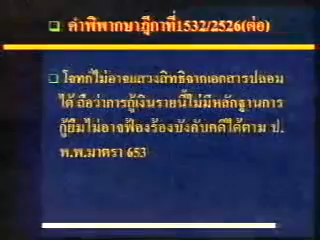 คำพิพากษาฎีกาที่1532/2526(ต่อ)
โจทก์ไม่อาจแสวงสิทธิจากเอกสารปลอม
ได้ ถือว่าการกู้เงินรายนี้ไม่มีหลักฐานการ
กู้ยืมไม่อาจฟ้องร้องบังคับคดีได้ตาม ป.
พ.พ.มาตรา 653